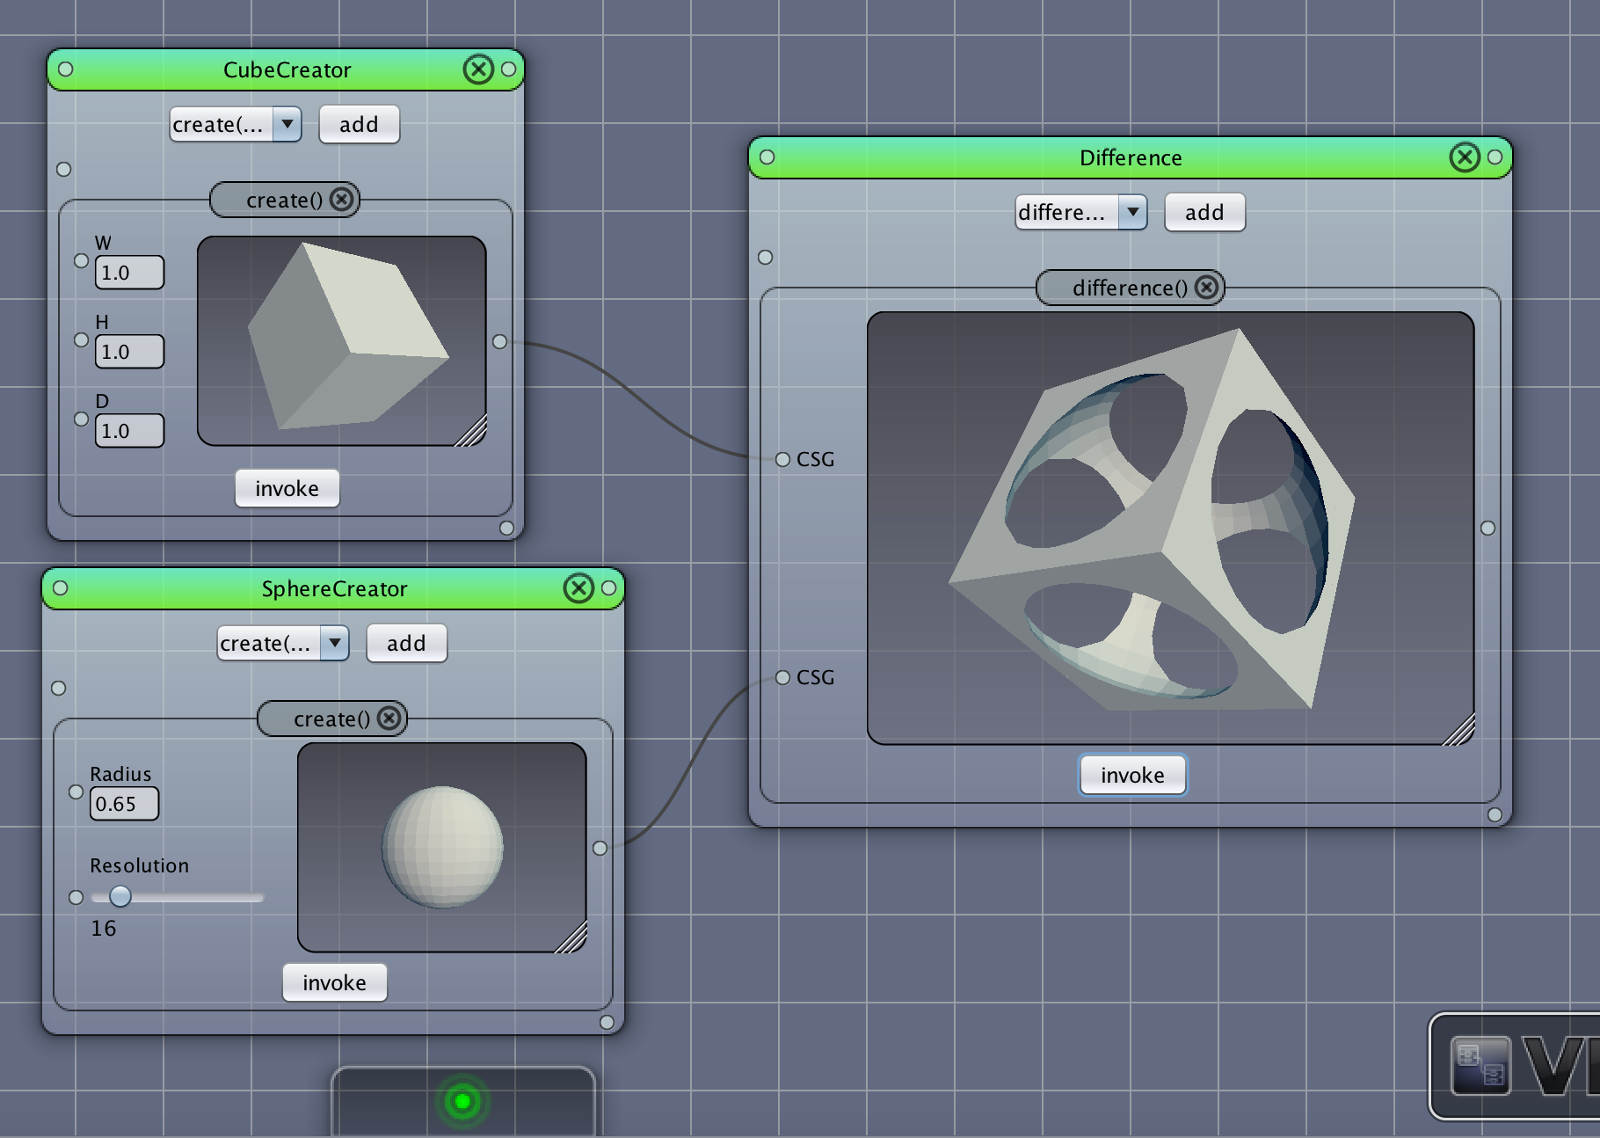 CubeCreator
create(... add
create()
W
1.0
H
1.0
D
1.0
invoke
SphereCreator
create(... add
create()
Radius
0.65
Resolution
16
invoke
Difference
differe... add
difference()
CSG
CSG
invoke